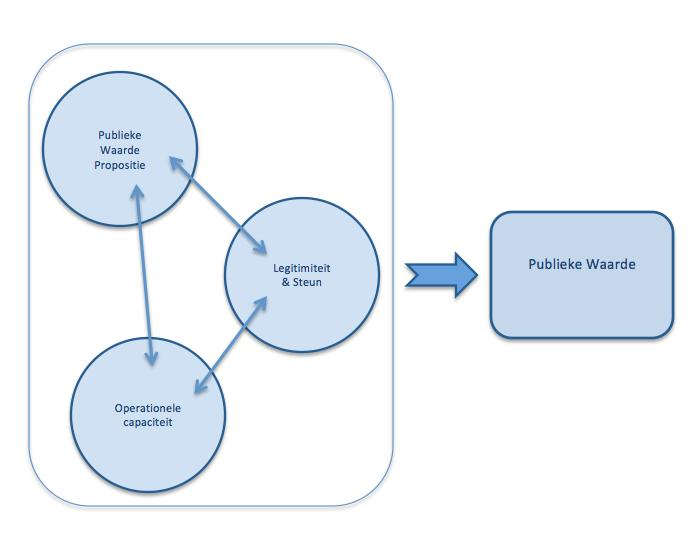 Publieke
Waarde
Propositie
Legitimiteit
& Steun
Publieke Waarde
Operationele
capaciteit